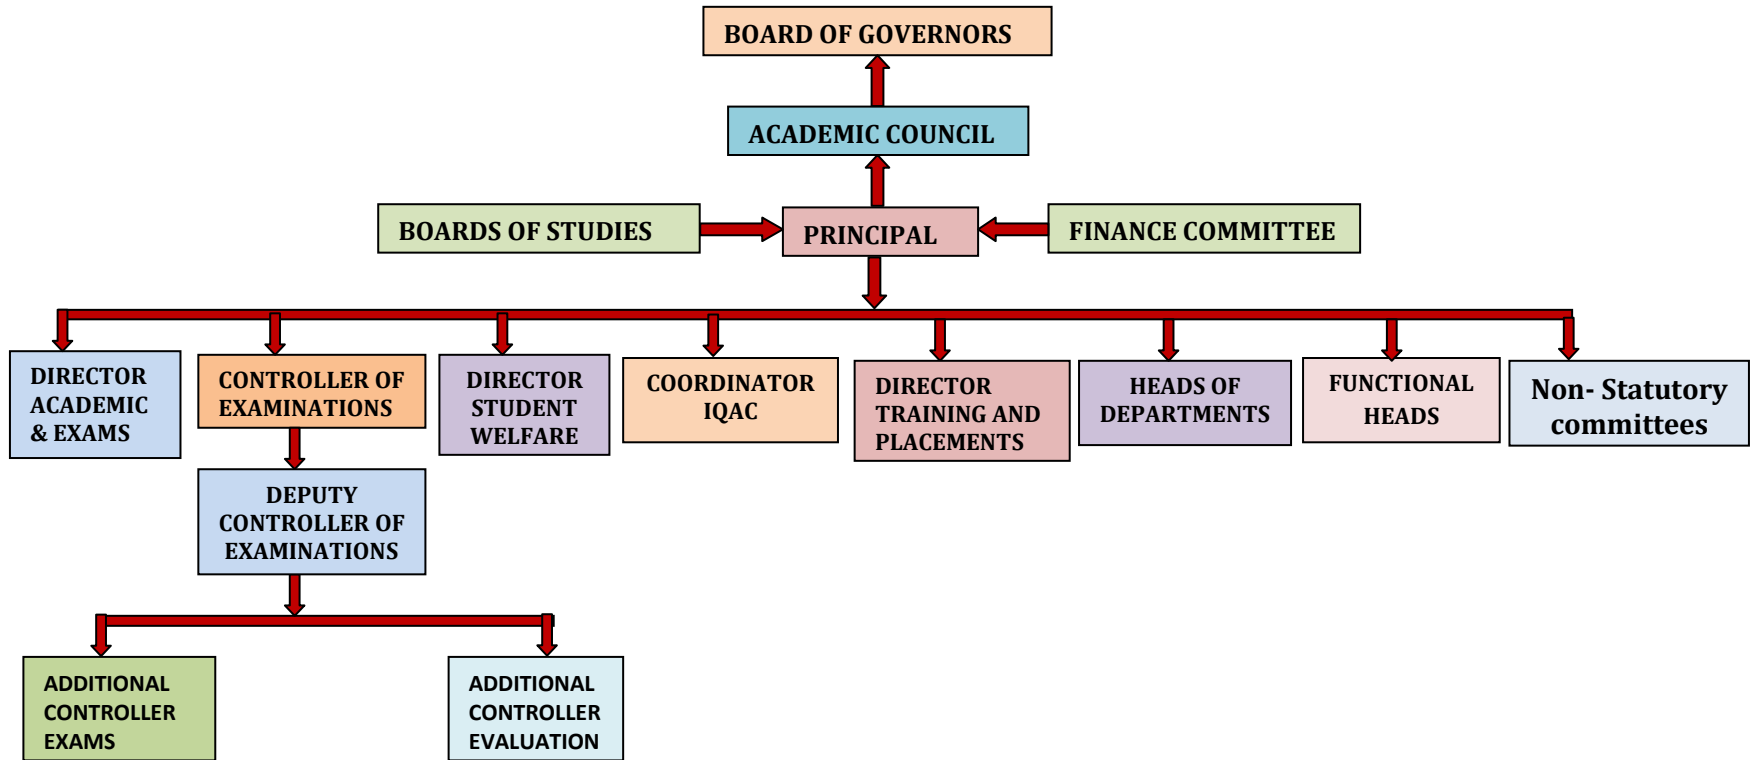 BOARD OF GOVERNORS
ACADEMIC COUNCIL
BOARDS OF STUDIES
PRINCIPAL
FINANCE COMMITTEE
DIRECTOR
ACADEMIC
& EXAMS
CONTROLLER OF
EXAMINATIONS
DIRECTOR
STUDENT
WELFARE
COORDINATOR
IQAC
DIRECTOR
TRAINING AND
PLACEMENTS
HEADS OF
DEPARTMENTS
FUNCTIONAL
HEADS
Non- Statutory
committees
DEPUTY
CONTROLLER OF
EXAMINATIONS
ADDITIONAL
CONTROLLER
EXAMS
ADDITIONAL
CONTROLLER
EVALUATION